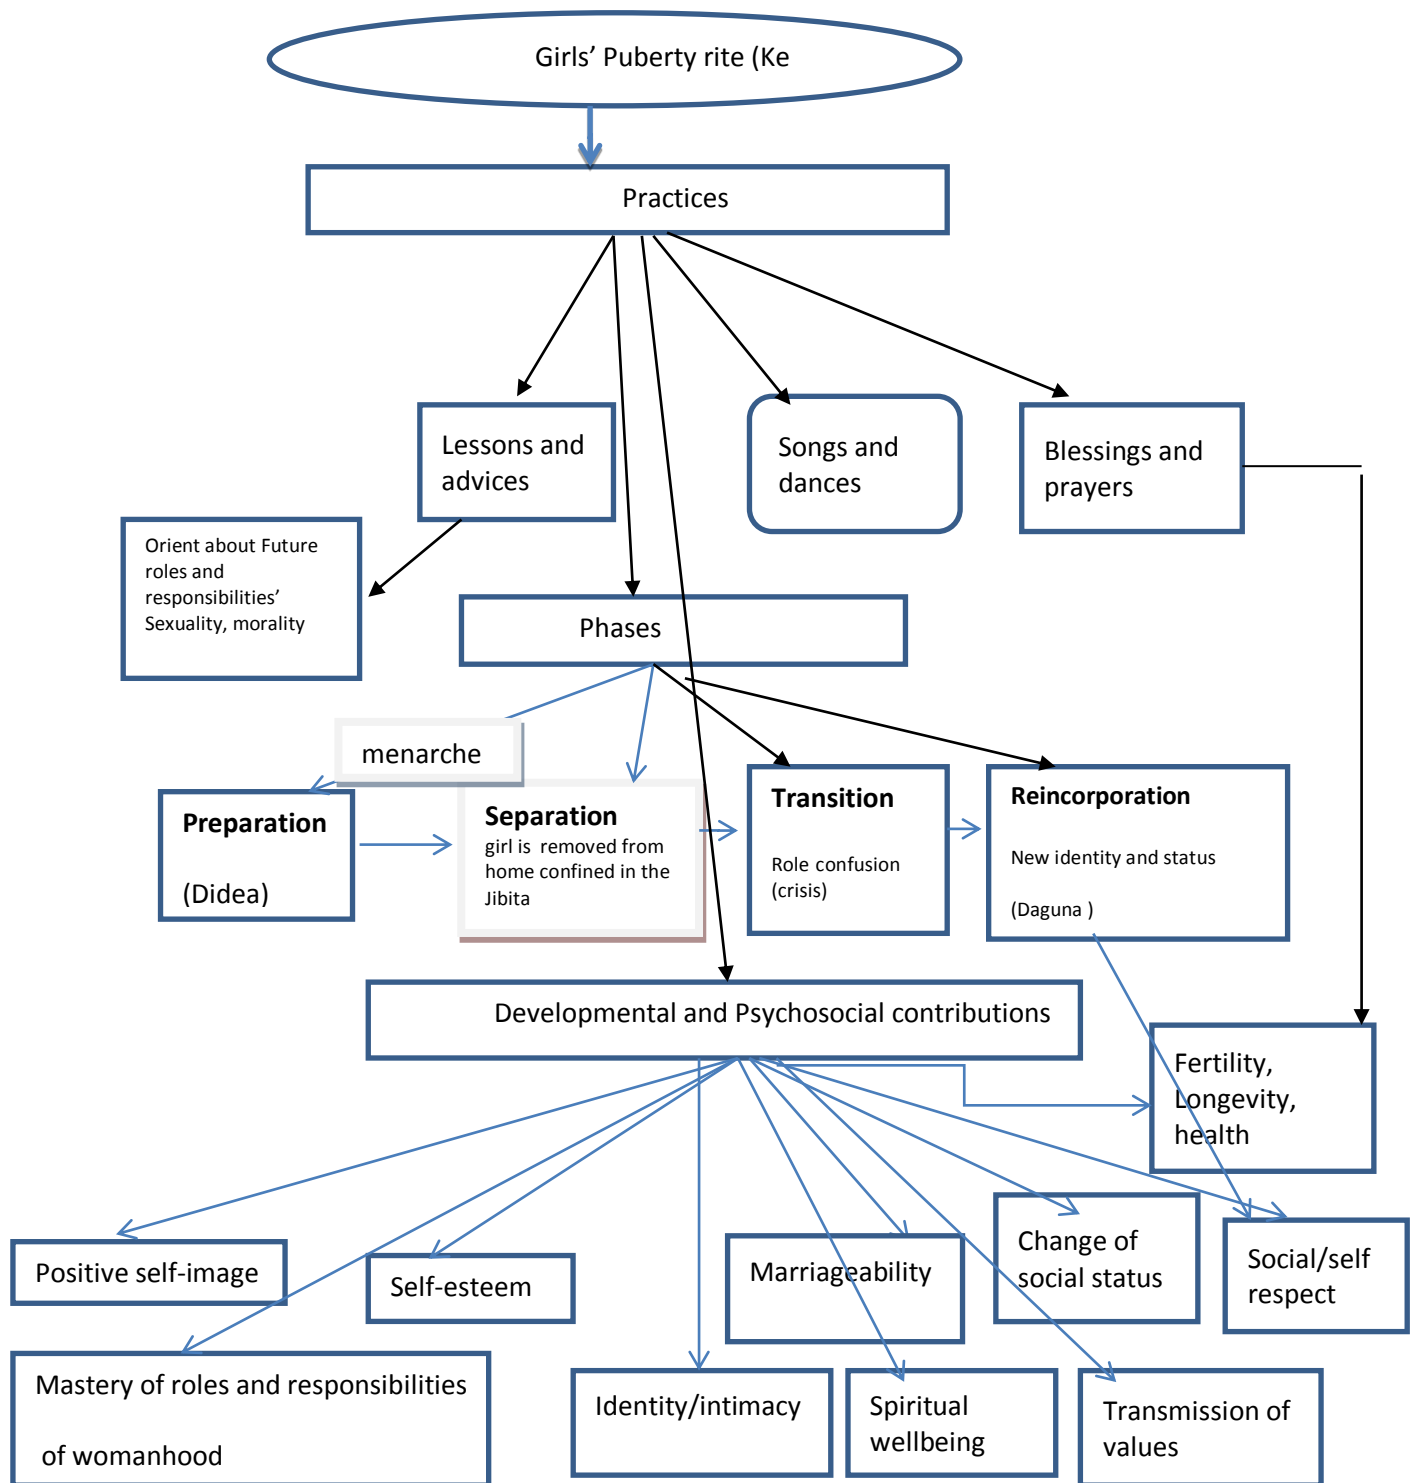 Girls’ Puberty rite (Ke
Practices
Lessons and
advices
Songs and
dances
Blessings and
prayers
Orient about Future
roles and
responsibilities’
Sexuality, morality
Phases
menarche
Preparation
(Didea)
Separation
girl is removed from
home confined in the
Jibita
Transition
Role confusion
(crisis)
Reincorporation
New identity and status
(Daguna )
Developmental and Psychosocial contributions
Fertility,
Longevity,
health
Positive self-image
Self-esteem
Marriageability
Change of
social status
Social/self
respect
Mastery of roles and responsibilities
of womanhood
Identity/intimacy
Spiritual
wellbeing
Transmission of
values